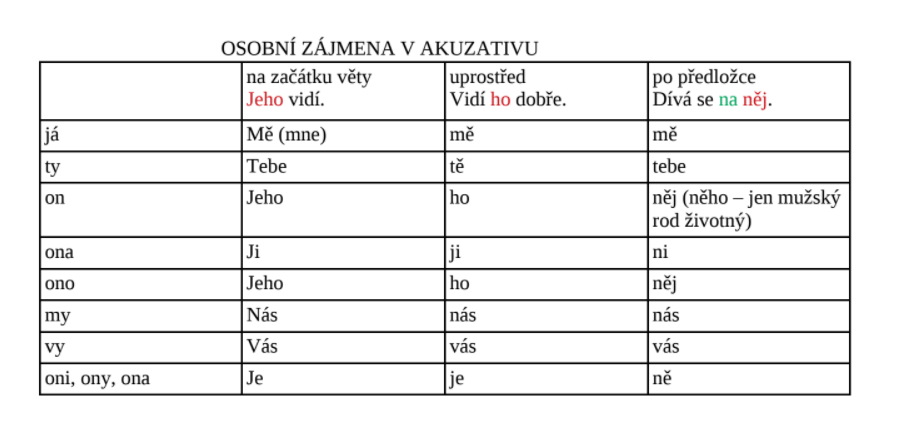 OSOBNÍ ZÁJMENA V AKUZATIVU
na začátku věty uprostřed po předložce
Jeho vidí. Vidí ho dobře. Dívá se na něj.
já Mě (mne) mě mě
ty Tebe tě tebe
on Jeho ho něj (něho – jen mužský
rod životný)
ona Ji ji ni
ono Jeho ho něj
my Nás nás nás
vy Vás vás vás
oni, ony, ona Je je ně